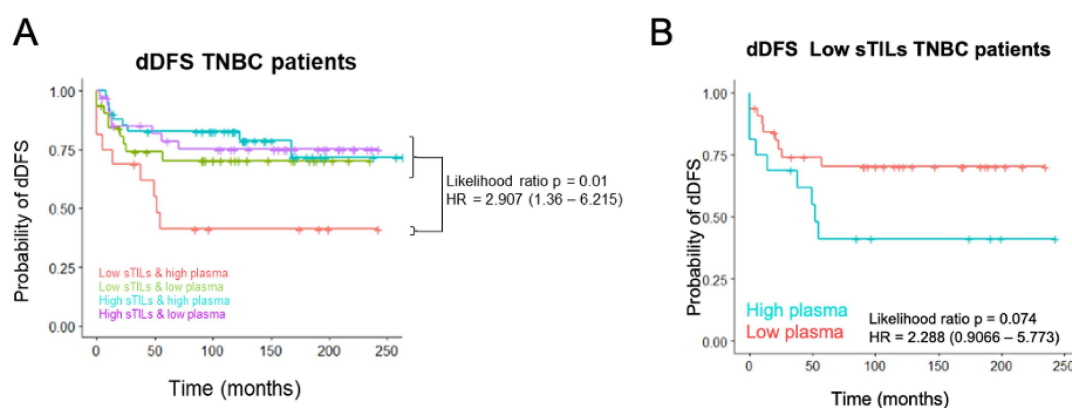 A
dDFS TNBC patients
Probability of dDFS
1.00
0.75
0.50
0.25
0.00
Low sTILs & high plasma
Low sTILs & low plasma
High sTILs & high plasma
High sTILs & low plasma
0 50 100 150 200 250
Time (months)
Likelihood ratio p = 0.01
HR = 2.907 (1.36 – 6.215)
B
dDFS Low sTILs TNBC patients
Probability of dDFS
1.00
0.75
0.50
0.25
0.00
High plasma
Low plasma
Likelihood ratio p = 0.074
HR = 2.288 (0.9066 – 5.773)
0 50 100 150 200 250
Time (months)